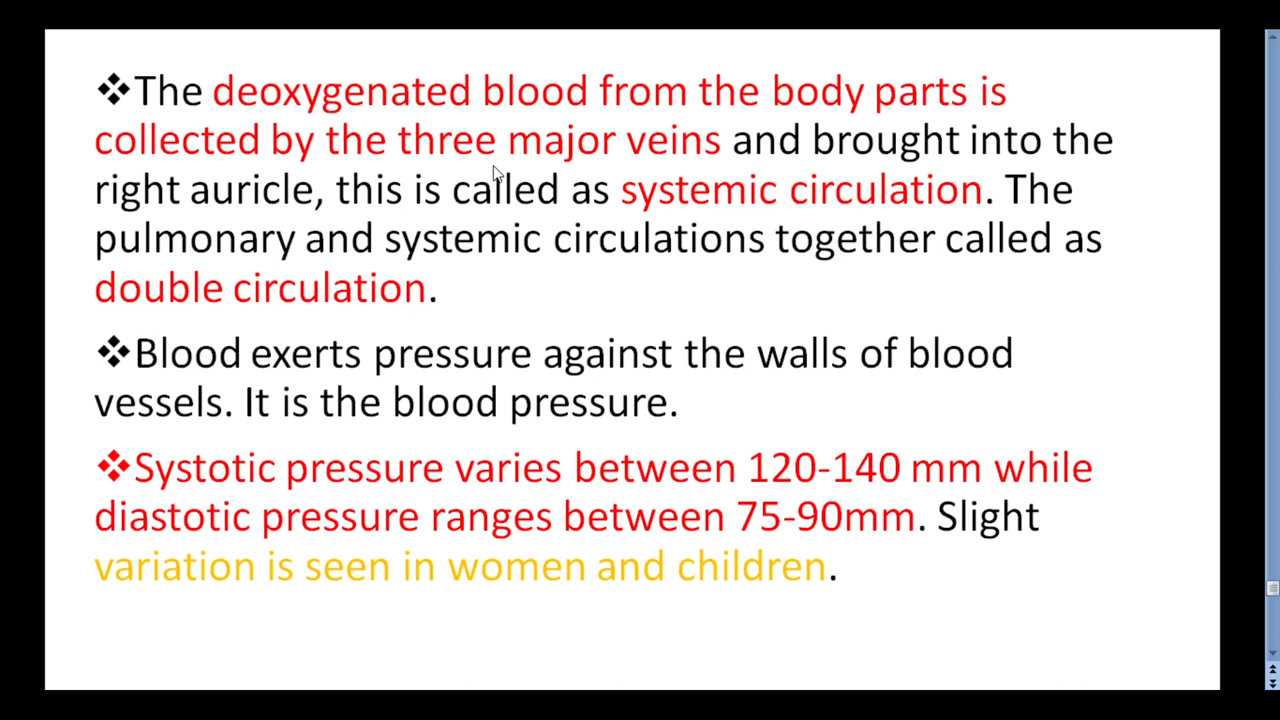 ❖The deoxygenated blood from the body parts is
collected by the three major veins and brought into the
right auricle, this is called as systemic circulation. The
pulmonary and systemic circulations together called as
double circulation.
❖Blood exerts pressure against the walls of blood
vessels. It is the blood pressure.
❖Systotic pressure varies between 120-140 mm while
diastotic pressure ranges between 75-90mm. Slight
variation is seen in women and children.